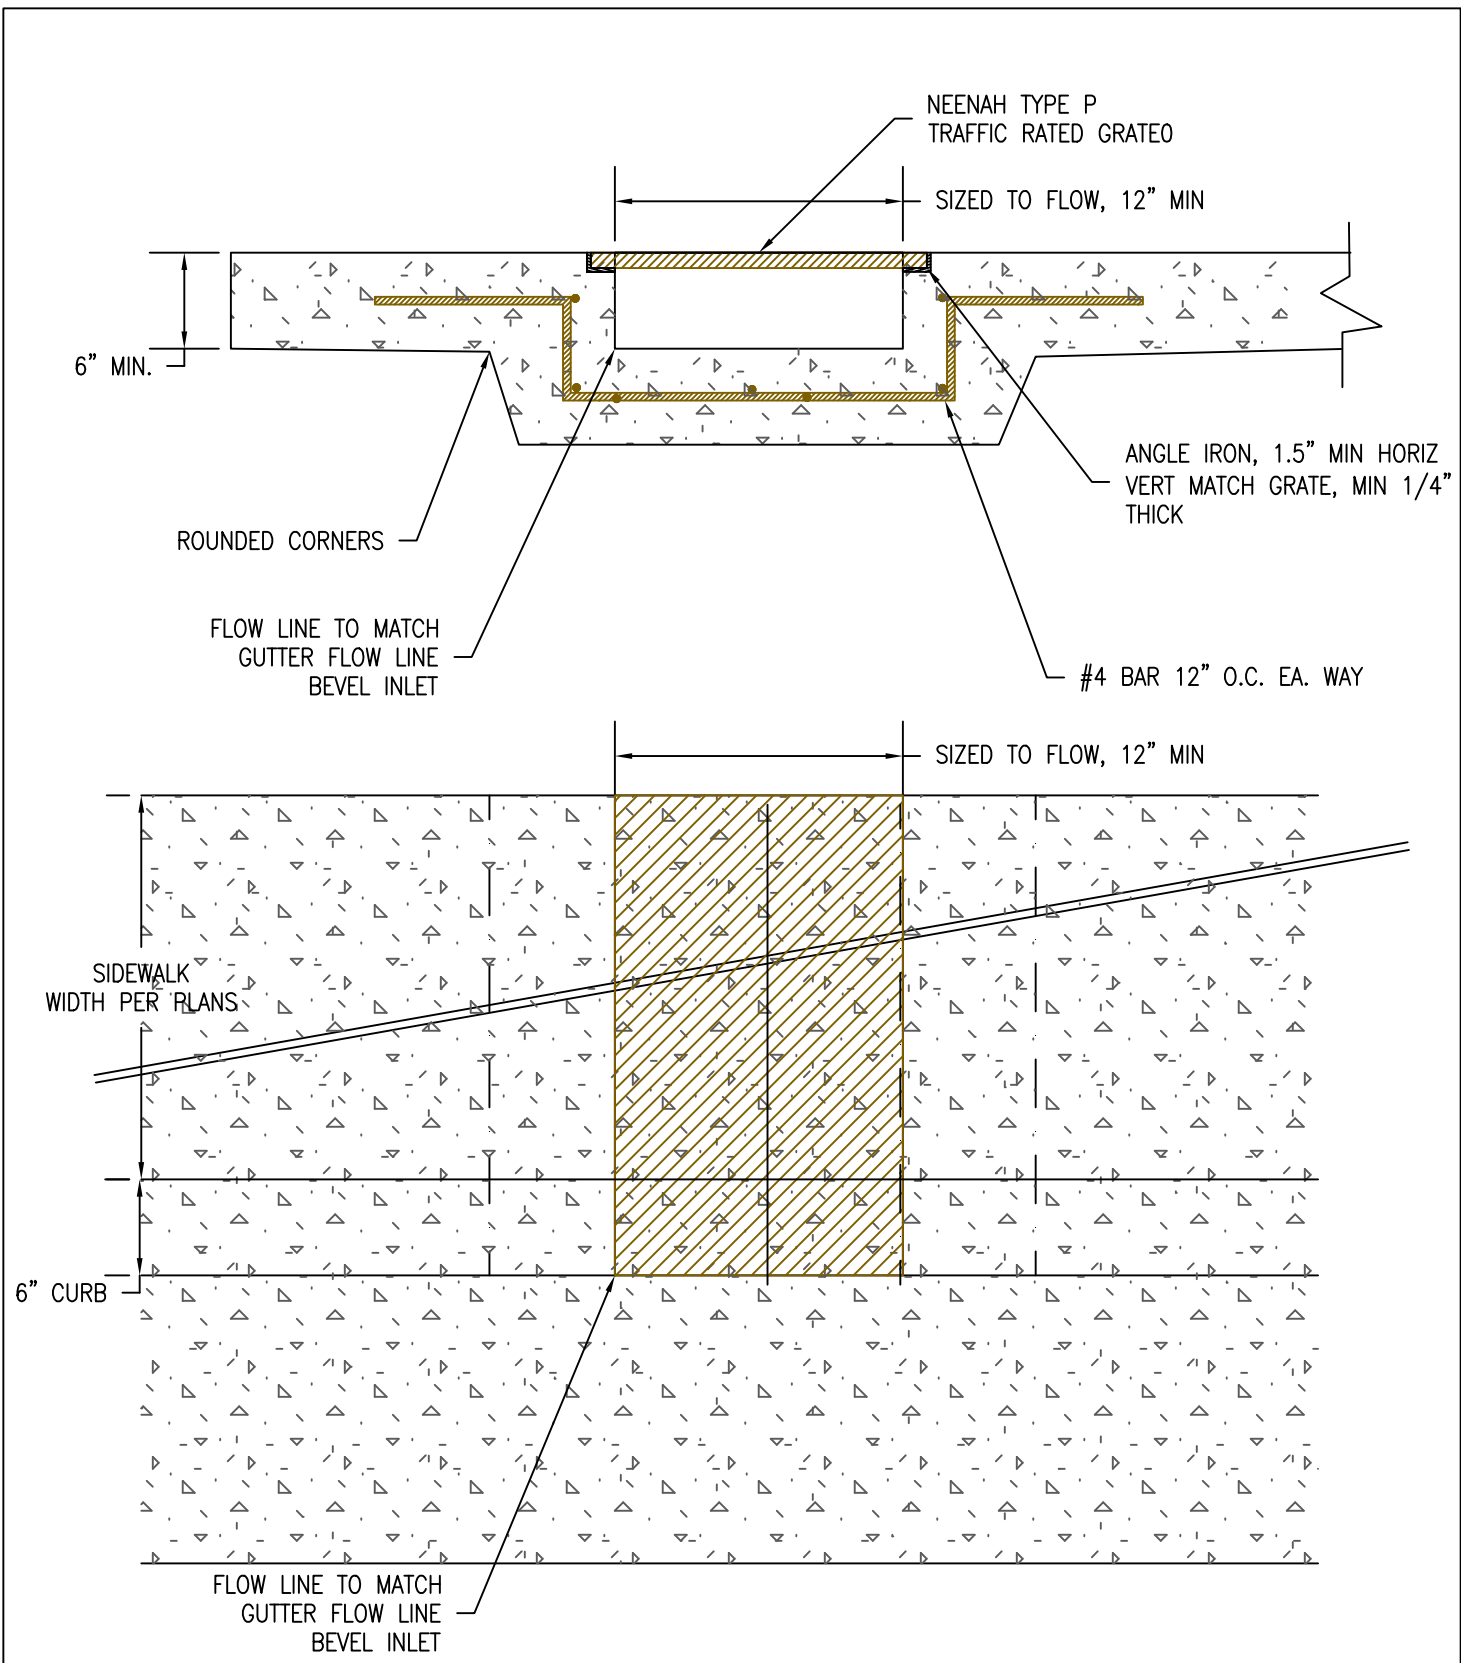 NEENAH TYPE P
TRAFFIC RATED GRATEO
SIZED TO FLOW, 12" MIN
6" MIN.
ANGLE IRON, 1.5" MIN HORIZ
VERT MATCH GRATE, MIN 1/4"
THICK
ROUNDED CORNERS
FLOW LINE TO MATCH
GUTTER FLOW LINE
BEVEL INLET
#4 BAR 12" O.C. EA. WAY
SIZED TO FLOW, 12" MIN
SIDEWALK
WIDTH PER PLANS
6" CURB
FLOW LINE TO MATCH
GUTTER FLOW LINE
BEVEL INLET